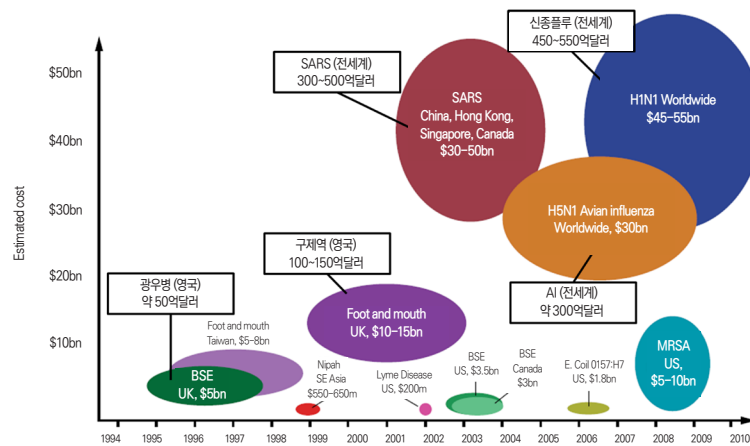 신종플루 (전세계)
450~550억달러
SARS (전세계)
300~500억달러
$50bn
$40bn
$30bn
$20bn
$10bn
Estimated cost
SARS
China, Hong Kong,
Singapore, Canada
$30-50bn
H1N1 Worldwide
$45-55bn
H5N1 Avian influenza
Worldwide, $30bn
구제역 (영국)
100~150억달러
광우병 (영국)
약 50억달러
AI (전세계)
약 300억달러
Foot and mouth
Taiwan, $5-8bn
Foot and mouth
UK, $10-15bn
BSE
UK, $5bn
Nipah
SE Asia
$550-650m
Lyme Disease
US, $200m
BSE
US, $3.5bn
BSE
Canada
$3bn
E. Coil 0157:H7
US, $1.8bn
MRSA
US,
$5-10bn
1994 1995 1996 1997 1998 1999 2000 2001 2002 2003 2004 2005 2006 2007 2008 2009 2010